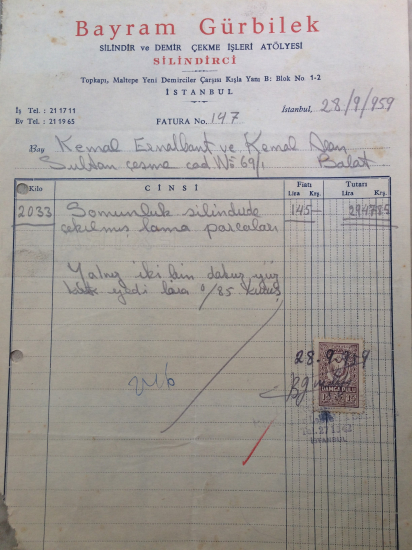 Bayram Gürbilek
SİLİNDİR ve DEMİR ÇEKME İŞLERİ ATÖLYESİ
SİLİNDİRCİ
Topkapı, Maltepe Yeni Demirciler Çarşısı Kışla Yanı B: Blok No 1-2
İSTANBUL
İş Tel. : 21 17 11
Ev Tel. : 21 19 65
FATURA No. 147
İstanbul, 28/9/959
Bay Kemal ve Kemal
Sultan çeşme cad No 69/1 Balat
Kilo CİNSİ Fiatı Tutarı
Lira Krş. Lira Krş.
2033 Somunluk silindirde 145 2947 85
çekilmiş lama parçaları
Yalnız iki bin dokuz yüz
yedi lira 85 kuruş
28.9.959
DAMGA PULU
İSTANBUL